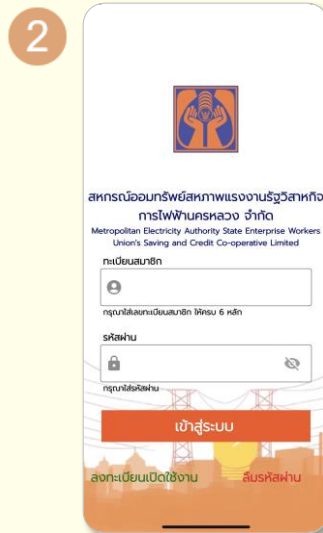 2
สหกรณ์ออมทรัพย์สหภาพแรงงานรัฐวิสาหกิจ
การไฟฟ้านครหลวง จำกัด
Metropolitan Electricity Authority State Enterprise Workers
Union's Saving and Credit Co-operative Limited
ทะเบียนสมาชิก
กรุณาใส่เลขทะเบียนสมาชิก ให้ครบ 6 หลัก
รหัสผ่าน
กรุณาใส่รหัสผ่าน
เข้าสู่ระบบ
ลงทะเบียนเปิดใช้งาน ลืมรหัสผ่าน